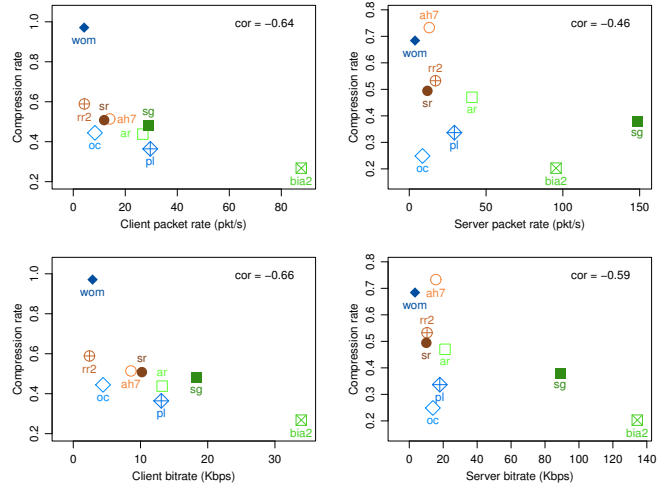 cor = −0.64
wom
rr2
sr
ah7
sg
ar
oc
pl
bia2
0.2 0.4 0.6 0.8 1.0
Compression rate
0 20 40 60 80
Client packet rate (pkt/s)
cor = −0.46
ah7
wom
rr2
sr
ar
sg
oc
pl
bia2
0.2 0.3 0.4 0.5 0.6 0.7 0.8
Compression rate
0 50 100 150
Server packet rate (pkt/s)
cor = −0.66
wom
rr2
sr
ah7
ar
sg
oc
pl
bia2
0.2 0.4 0.6 0.8 1.0
Compression rate
0 10 20 30
Client bitrate (Kbps)
cor = −0.59
wom
ah7
rr2
sr
ar
sg
pl
oc
bia2
0.2 0.3 0.4 0.5 0.6 0.7 0.8
Compression rate
0 20 40 60 80 100 120 140
Server bitrate (Kbps)